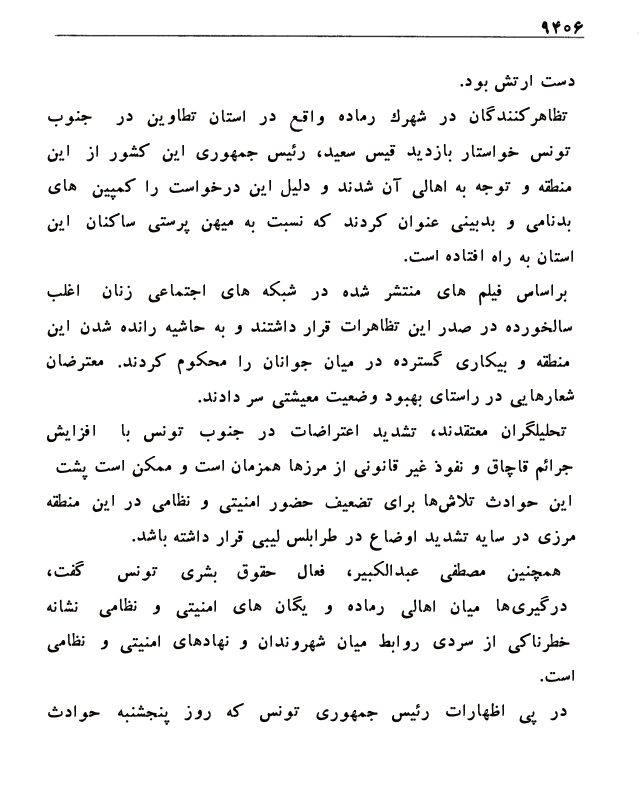 ۹۴۰۶
دست ارتش بود.
تظاهرکنندگان در شهرك رماده واقع در استان تطاوین در جنوب
تونس خواستار بازدید قیس سعید، رئیس جمهوری این کشور از این
منطقه و توجه به اهالی آن شدند و دلیل این درخواست را کمپین های
بدنامی و بدبینی عنوان کردند که نسبت به میهن پرستی ساکنان این
استان به راه افتاده است.
براساس فیلم های منتشر شده در شبکه های اجتماعی زنان اغلب
سالخورده در صدر این تظاهرات قرار داشتند و به حاشیه رانده شدن این
منطقه و بیکاری گسترده در میان جوانان را محکوم کردند. معترضان
شعارهایی در راستای بهبود وضعیت معیشتی سر دادند.
تحلیلگران معتقدند، تشدید اعتراضات در جنوب تونس با افزایش
جرائم قاچاق و نفوذ غیر قانونی از مرزها همزمان است و ممکن است پشت
این حوادث تلاش‌ها برای تضعیف حضور امنیتی و نظامی در این منطقه
مرزی در سایه تشدید اوضاع در طرابلس لیبی قرار داشته باشد.
همچنین مصطفی عبدالکبیر، فعال حقوق بشری تونس گفت،
درگیری‌ها میان اهالی رماده و یگان های امنیتی و نظامی نشانه
خطرناکی از سردی روابط میان شهروندان و نهادهای امنیتی و نظامی
است.
در پی اظهارات رئیس جمهوری تونس که روز پنجشنبه حوادث